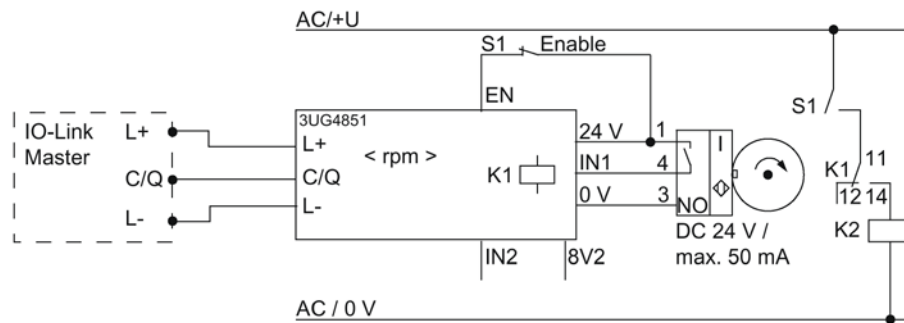 AC/+U
S1 Enable
EN
3UG4851
IO-Link
Master
L+
C/Q
L-
L+
C/Q
L-
< rpm >
K1
24 V
IN1
0 V
1
4
3
I
NO
DC 24 V /
max. 50 mA
IN2
8V2
S1
K1
11
12 14
K2
AC / 0 V